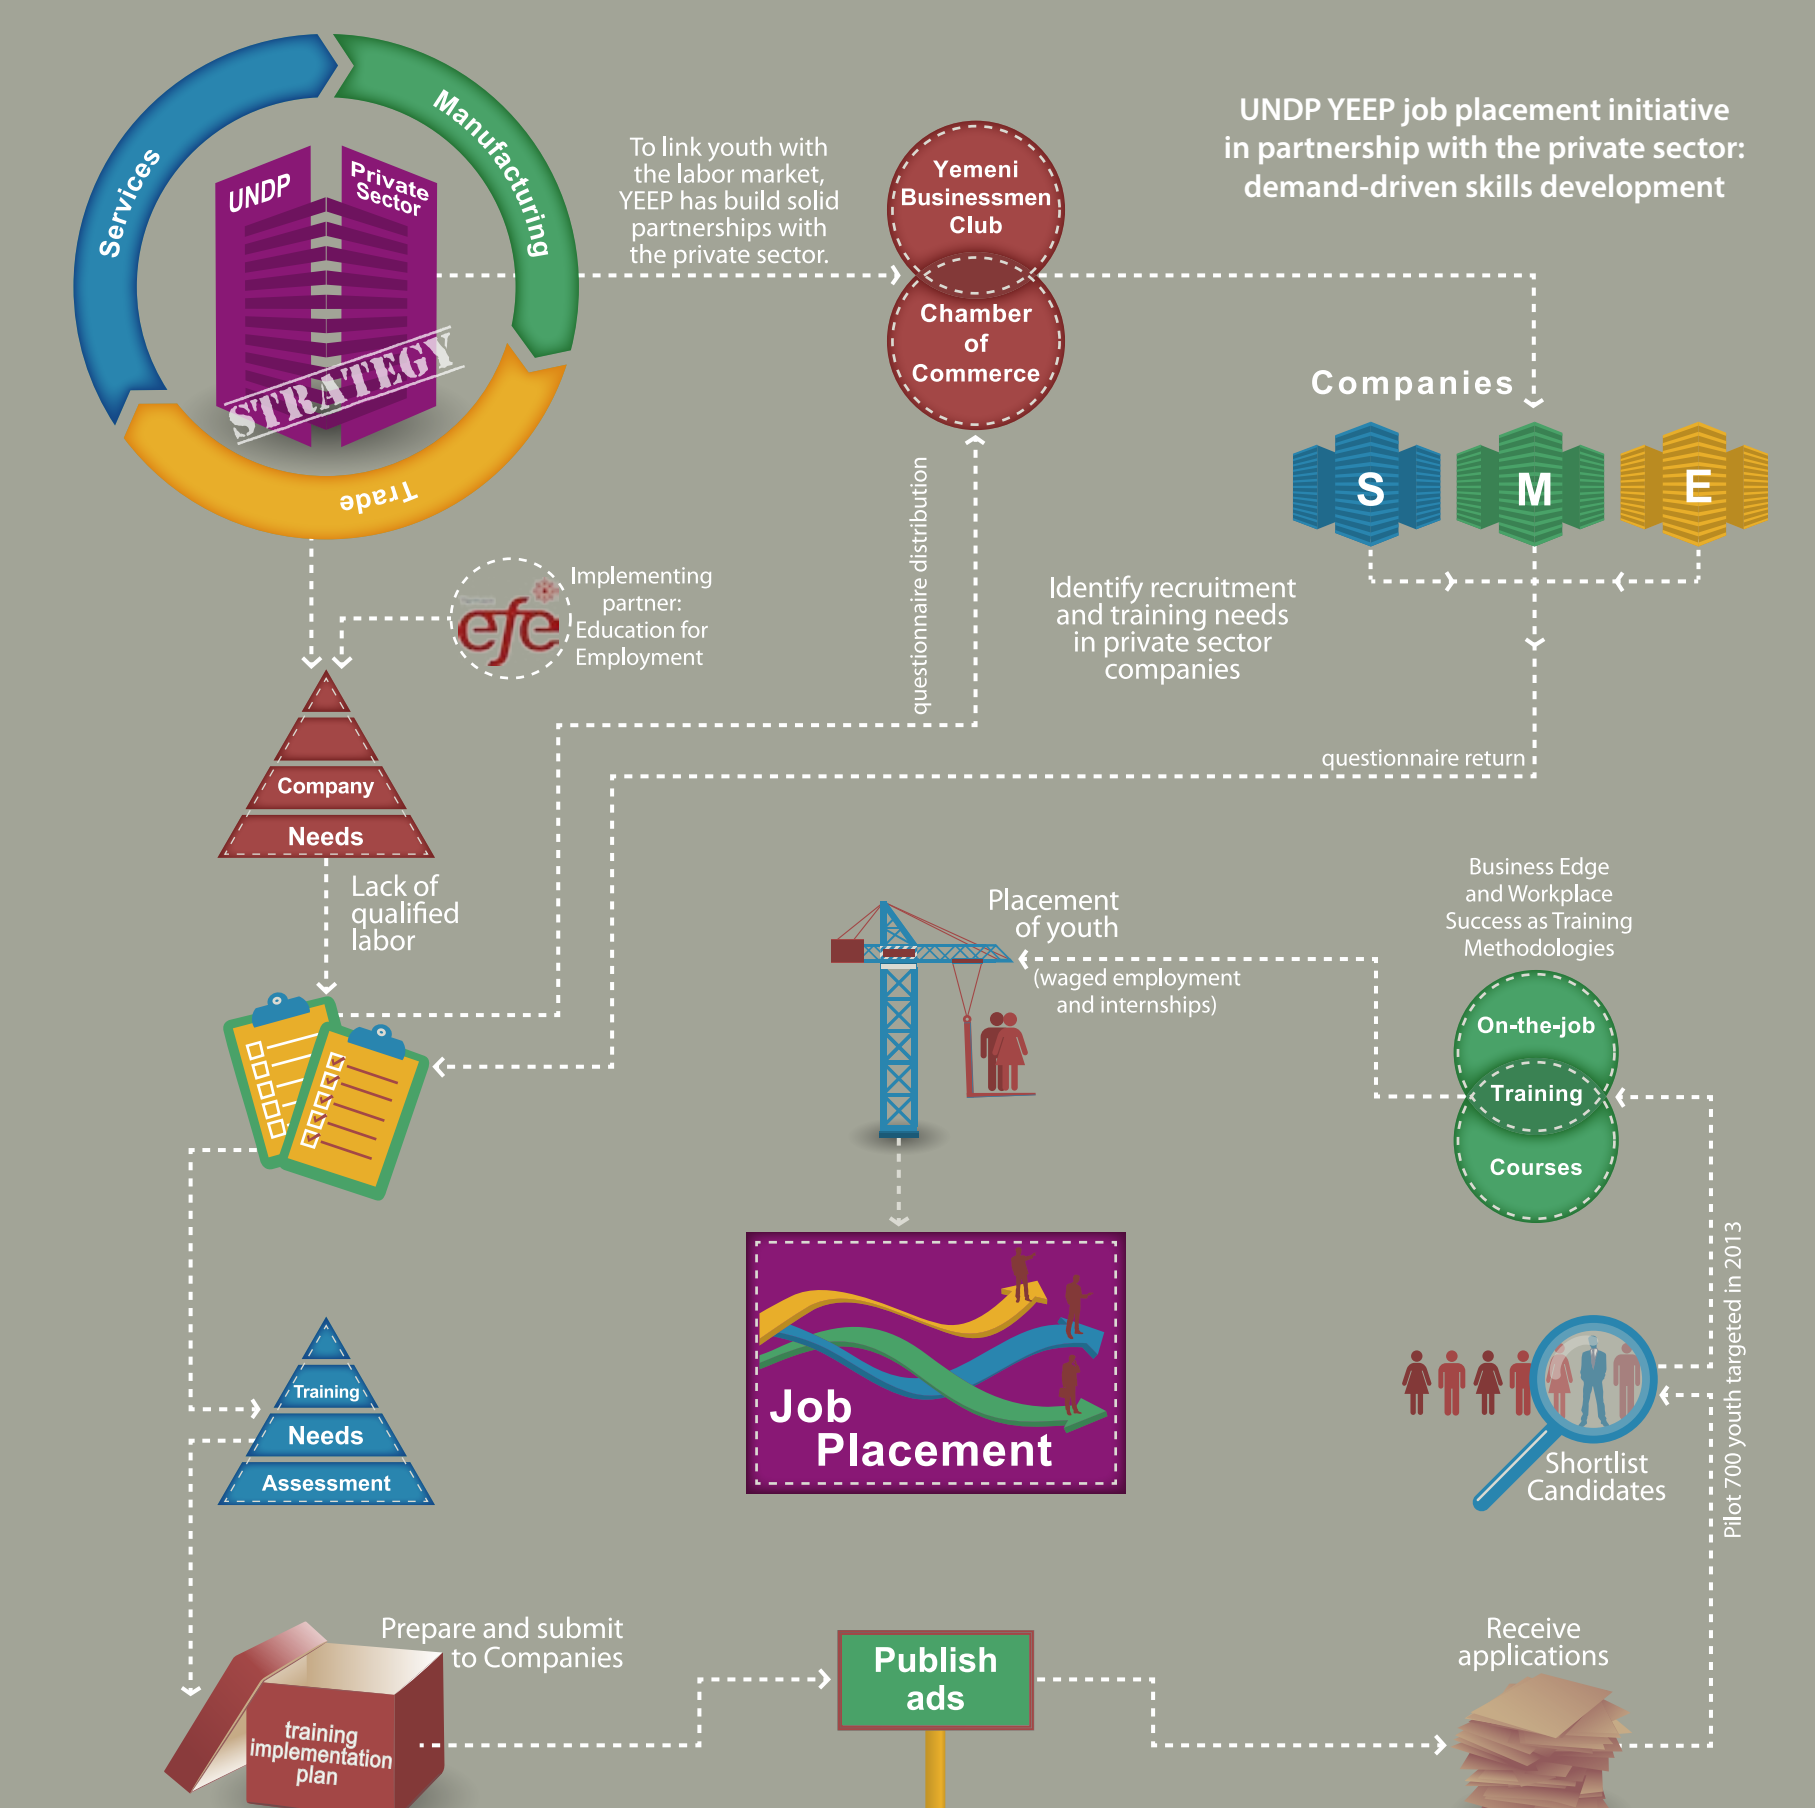 UNDP YEEP job placement initiative
in partnership with the private sector:
demand-driven skills development
Services
Manufacturing
Trade
UNDP
Private
Sector
STRATEGY
To link youth with
the labor market,
YEEP has build solid
partnerships with
the private sector.
Yemeni
Businessmen
Club
Chamber
of
Commerce
Companies
S M E
efe
Implementing
partner:
Education for
Employment
questionnaire distribution
Identify recruitment
and training needs
in private sector
companies
questionnaire return
Company
Needs
Lack of
qualified
labor
Placement
of youth
(waged employment
and internships)
Business Edge
and Workplace
Success as Training
Methodologies
On-the-job
Training
Courses
Pilot 700 youth targeted in 2013
Job
Placement
Training
Needs
Assessment
Shortlist
Candidates
Prepare and submit
to Companies
training
implementation
plan
Publish
ads
Receive
applications